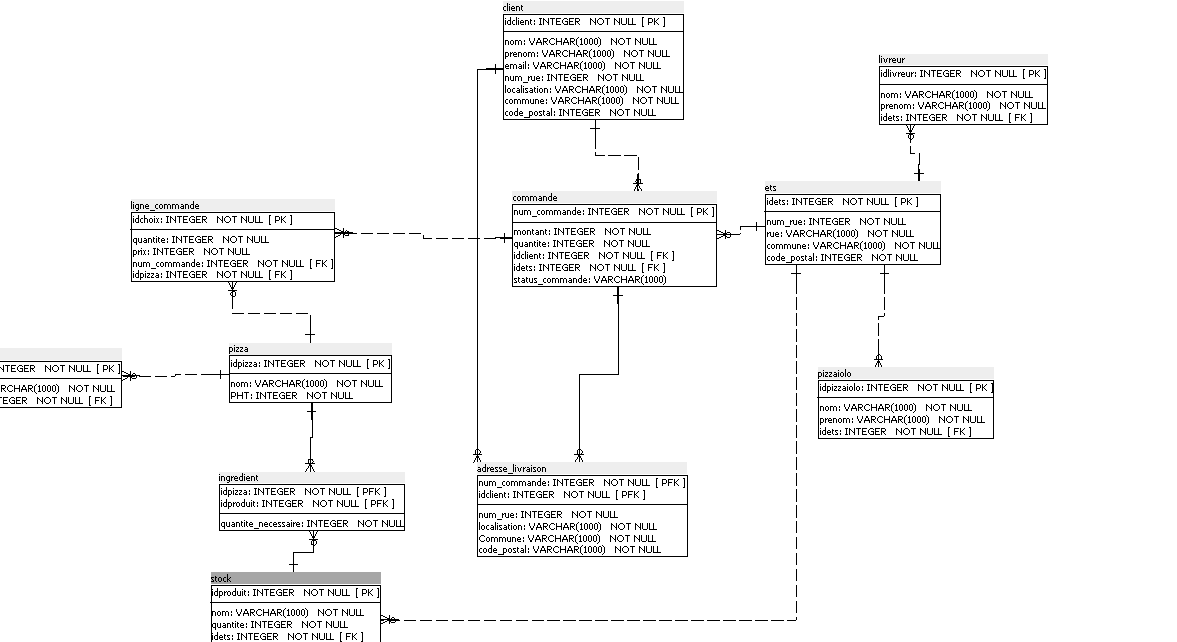 client
idclient: INTEGER NOT NULL [ PK ]
nom: VARCHAR(1000) NOT NULL
prenom: VARCHAR(1000) NOT NULL
email: VARCHAR(1000) NOT NULL
num_rue: INTEGER NOT NULL
localisation: VARCHAR(1000) NOT NULL
commune: VARCHAR(1000) NOT NULL
code_postal: INTEGER NOT NULL
livreur
idlivreur: INTEGER NOT NULL [ PK ]
nom: VARCHAR(1000) NOT NULL
prenom: VARCHAR(1000) NOT NULL
idets: INTEGER NOT NULL [ FK ]
ligne_commande
idchoix: INTEGER NOT NULL [ PK ]
quantite: INTEGER NOT NULL
prix: INTEGER NOT NULL
num_commande: INTEGER NOT NULL [ FK ]
idpizza: INTEGER NOT NULL [ FK ]
commande
num_commande: INTEGER NOT NULL [ PK ]
montant: INTEGER NOT NULL
quantite: INTEGER NOT NULL
idclient: INTEGER NOT NULL [ FK ]
idets: INTEGER NOT NULL [ FK ]
status_commande: VARCHAR(1000)
ets
idets: INTEGER NOT NULL [ PK ]
num_rue: INTEGER NOT NULL
rue: VARCHAR(1000) NOT NULL
commune: VARCHAR(1000) NOT NULL
code_postal: INTEGER NOT NULL
NTEGER NOT NULL [ PK ]
RCHAR(1000) NOT NULL
TEGER NOT NULL [ FK ]
pizza
idpizza: INTEGER NOT NULL [ PK ]
nom: VARCHAR(1000) NOT NULL
PHT: INTEGER NOT NULL
pizzaiolo
idpizzaiolo: INTEGER NOT NULL [ PK ]
nom: VARCHAR(1000) NOT NULL
prenom: VARCHAR(1000) NOT NULL
idets: INTEGER NOT NULL [ FK ]
ingredient
idpizza: INTEGER NOT NULL [ PFK ]
idproduit: INTEGER NOT NULL [ PFK ]
quantite_necessaire: INTEGER NOT NULL
adresse_livraison
num_commande: INTEGER NOT NULL [ PFK ]
idclient: INTEGER NOT NULL [ PFK ]
num_rue: INTEGER NOT NULL
localisation: VARCHAR(1000) NOT NULL
Commune: VARCHAR(1000) NOT NULL
code_postal: VARCHAR(1000) NOT NULL
stock
idproduit: INTEGER NOT NULL [ PK ]
nom: VARCHAR(1000) NOT NULL
quantite: INTEGER NOT NULL
idets: INTEGER NOT NULL [ FK ]